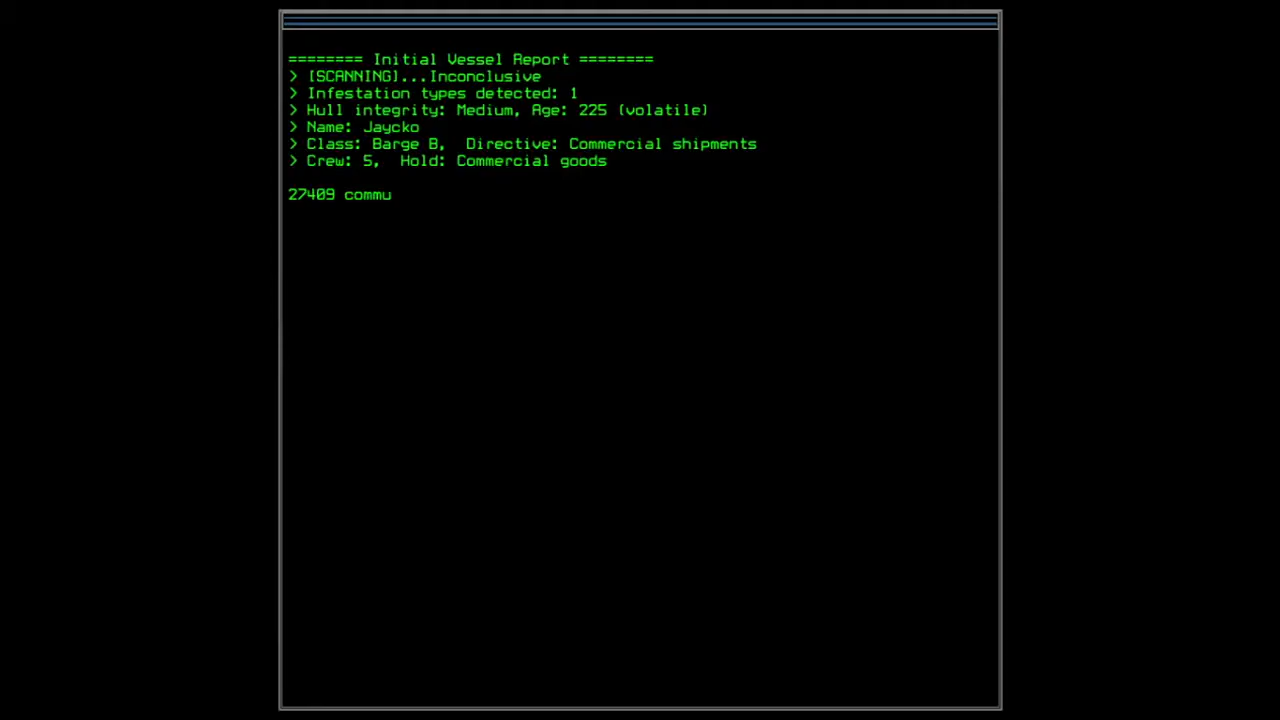 ======== Initial Vessel Report ========
> [SCANNING]...Inconclusive
> Infestation types detected: 1
> Hull integrity: Medium, Age: 225 (volatile)
> Name: Jaycko
> Class: Barge B,  Directive: Commercial shipments
> Crew: 5,  Hold: Commercial goods
27409 commu